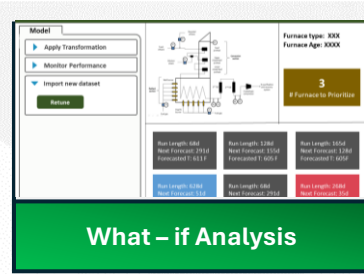 Model
Apply Transformation
Monitor Performance
Import new dataset
Retune
Furnace type: XXX
Furnace Age: XXXX
3
# Furnace to Prioritize
Run Length: 68d
Next Forecast: 291d
Forecasted T: 611F
Run Length: 128d
Next Forecast: 155d
Forecasted T: 605F
Run Length: 165d
Next Forecast: 128d
Forecasted T: 605F
Run Length: 628d
Next Forecast: 51d
Run Length: 68d
Next Forecast: 291d
Run Length: 268d
Next Forecast: 35d
What – if Analysis